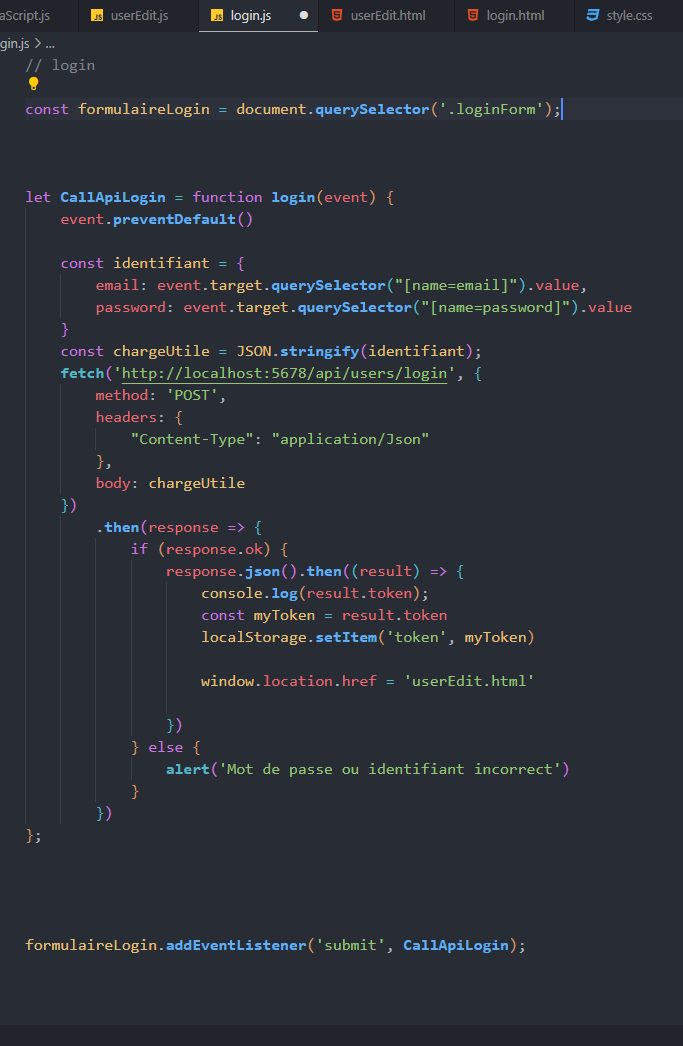 aScript.js
JS userEdit.js
JS login.js
userEdit.html
login.html
style.css
gin.js > ...
// login
const formulaireLogin = document.querySelector('.loginForm');
let CallApiLogin = function login(event) {
event.preventDefault()
const identifiant = {
email: event.target.querySelector("[name=email]").value,
password: event.target.querySelector("[name=password]").value
}
const chargeUtile = JSON.stringify(identifiant);
fetch('http://localhost:5678/api/users/login', {
method: 'POST',
headers: {
"Content-Type": "application/Json"
},
body: chargeUtile
})
.then(response => {
if (response.ok) {
response.json().then((result) => {
console.log(result.token);
const myToken = result.token
localStorage.setItem('token', myToken)
window.location.href = 'userEdit.html'
})
} else {
alert('Mot de passe ou identifiant incorrect')
}
})
};
formulaireLogin.addEventListener('submit', CallApiLogin);